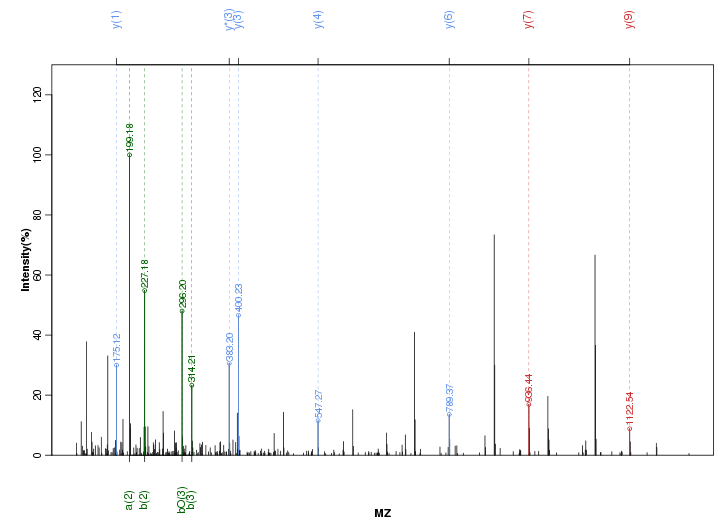 y(1)
y*(3)
y(3)
y(4)
y(6)
y(7)
y(9)
Intensity(%)
0
20
40
60
80
100
120
175.12
199.18
227.18
296.20
314.21
383.20
400.23
547.27
789.37
936.44
1122.54
a(2)
b(2)
bO(3)
b(3)
MZ